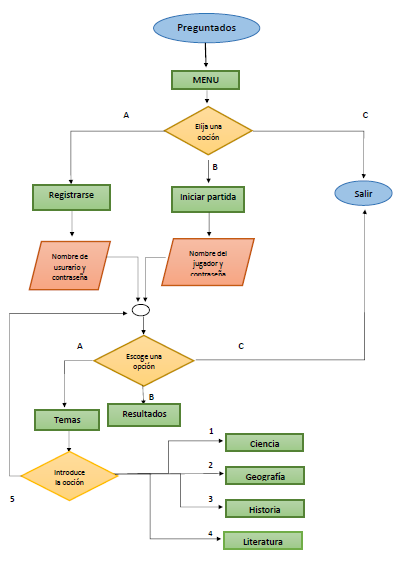 Preguntados
MENU
A
Elija una
opción
C
B
Registrarse
Iniciar partida
Salir
Nombre de
usurario y
contraseña
Nombre del
jugador y
contraseña
A
Escoge una
opción
C
B
Temas
Resultados
1
Ciencia
Introduce
la opción
2
Geografía
5
3
Historia
4
Literatura